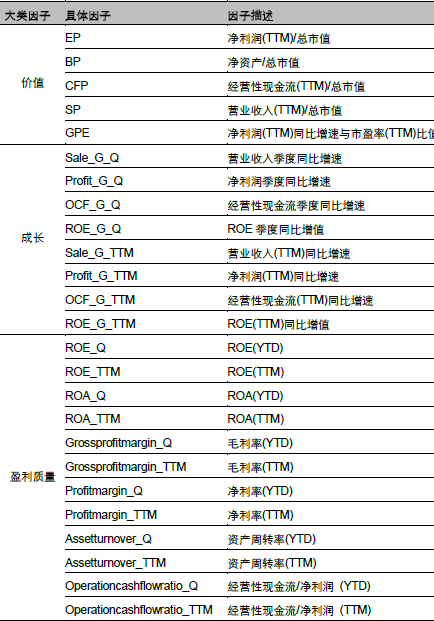 大类因子 具体因子 因子描述
价值
EP 净利润(TTM)/总市值
BP 净资产/总市值
CFP 经营性现金流(TTM)/总市值
SP 营业收入(TTM)/总市值
GPE 净利润(TTM)同比增速与市盈率(TTM)比值
成长
Sale_G_Q 营业收入季度同比增速
Profit_G_Q 净利润季度同比增速
OCF_G_Q 经营性现金流季度同比增速
ROE_G_Q ROE 季度同比增值
Sale_G_TTM 营业收入(TTM)同比增速
Profit_G_TTM 净利润(TTM)同比增速
OCF_G_TTM 经营性现金流(TTM)同比增速
ROE_G_TTM ROE(TTM)同比增值
盈利质量
ROE_Q ROE(YTD)
ROE_TTM ROE(TTM)
ROA_Q ROA(YTD)
ROA_TTM ROA(TTM)
Grossprofitmargin_Q 毛利率(YTD)
Grossprofitmargin_TTM 毛利率(TTM)
Profitmargin_Q 净利率(YTD)
Profitmargin_TTM 净利率(TTM)
Assetturnover_Q 资产周转率(YTD)
Assetturnover_TTM 资产周转率(TTM)
Operationcashflowratio_Q 经营性现金流/净利润 (YTD)
Operationcashflowratio_TTM 经营性现金流/净利润 (TTM)